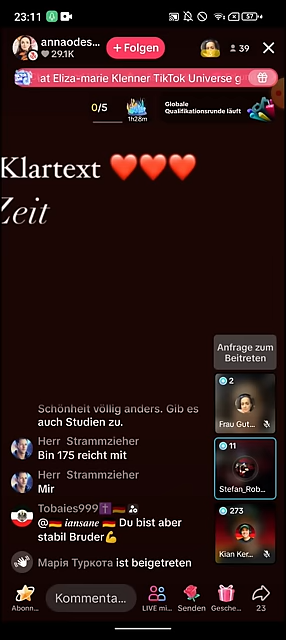 23:11
57
annaodes...
29.1K
+ Folgen
39
at Eliza-marie Klenner TikTok Universe g
0/5
1h28m
Globale
Qualifikationsrunde läuft
Klartext ❤️❤️❤️
Zeit
Anfrage zum
Beitreten
2
Frau Gut...
Schönheit völlig anders. Gib es
auch Studien zu.
Herr Strammzieher
Bin 175 reicht mit
11
Stefan_Rob...
Herr Strammzieher
Mir
Tobaies999✝️🇩🇪
@🇩🇪 iansane 🇩🇪 Du bist aber
stabil Bruder💪
273
Kian Ker...
Марія Туркота ist beigetreten
Abonn...
Kommenta...
LIVE mi...
Senden
Gesche...
23